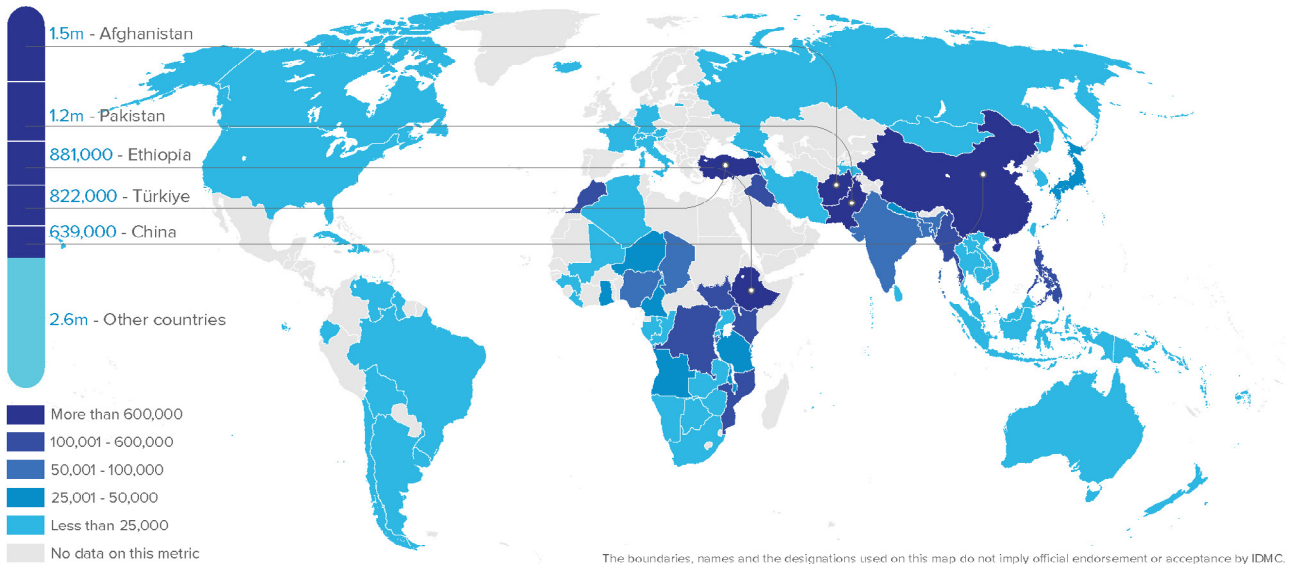 1.5m - Afghanistan
1.2m - Pakistan
881,000 - Ethiopia
822,000 - Türkiye
639,000 - China
2.6m - Other countries
More than 600,000
100,001 - 600,000
50,001 - 100,000
25,001 - 50,000
Less than 25,000
No data on this metric
The boundaries, names and the designations used on this map do not imply official endorsement or acceptance by IDMC.